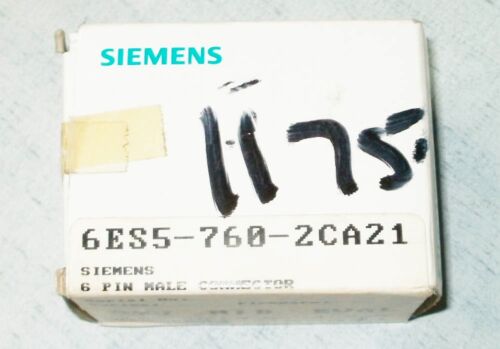 SIEMENS
1175
6ES5-760-2CA21
SIEMENS
6 PIN MALE CONNECTOR